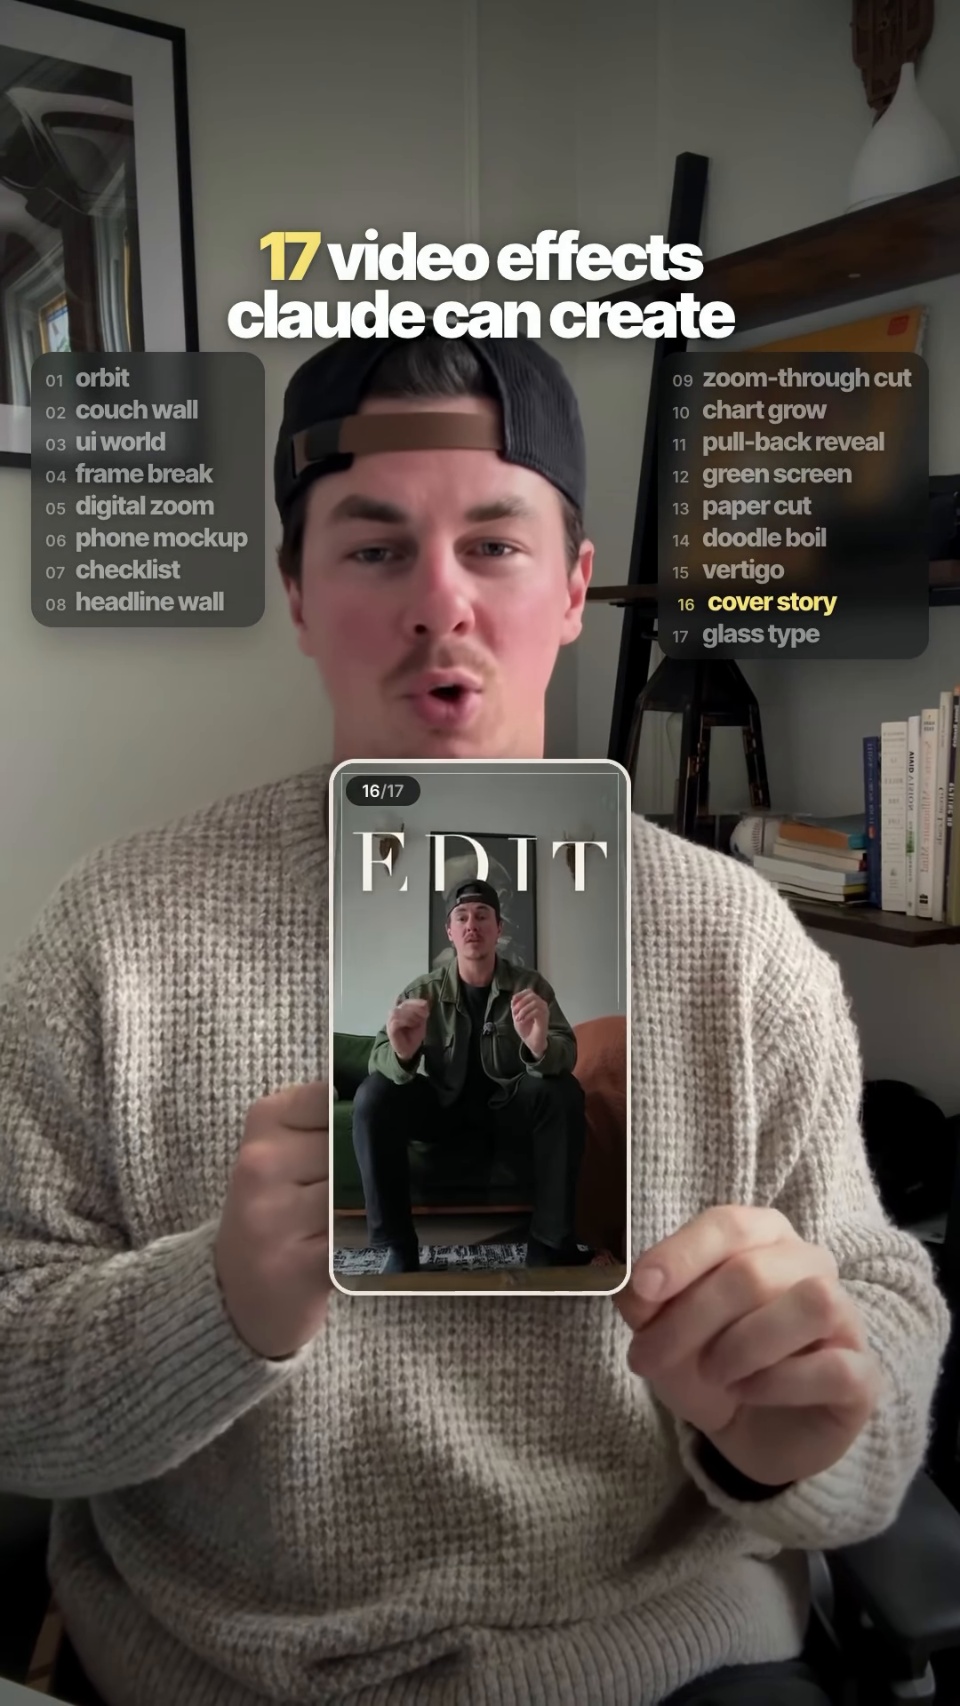 17 video effects
claude can create
01 orbit
02 couch wall
03 ui world
04 frame break
05 digital zoom
06 phone mockup
07 checklist
08 headline wall
09 zoom-through cut
10 chart grow
11 pull-back reveal
12 green screen
13 paper cut
14 doodle boil
15 vertigo
16 cover story
17 glass type
16/17
EDIT